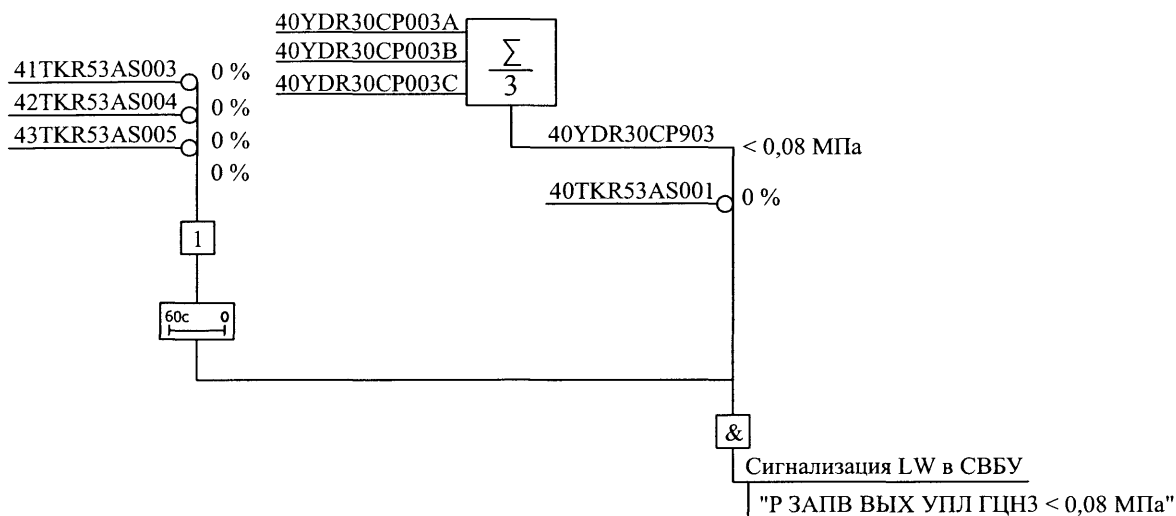 40YDR30CP003A
40YDR30CP003B
40YDR30CP003C
Σ
3
41TKR53AS003 0 %
42TKR53AS004 0 %
43TKR53AS005 0 %
0 %
40YDR30CP903 < 0,08 МПа
40TKR53AS001 0 %
1
60с 0
&
Сигнализация LW в СВБУ
"Р ЗАПВ ВЫХ УПЛ ГЦН3 < 0,08 МПа"